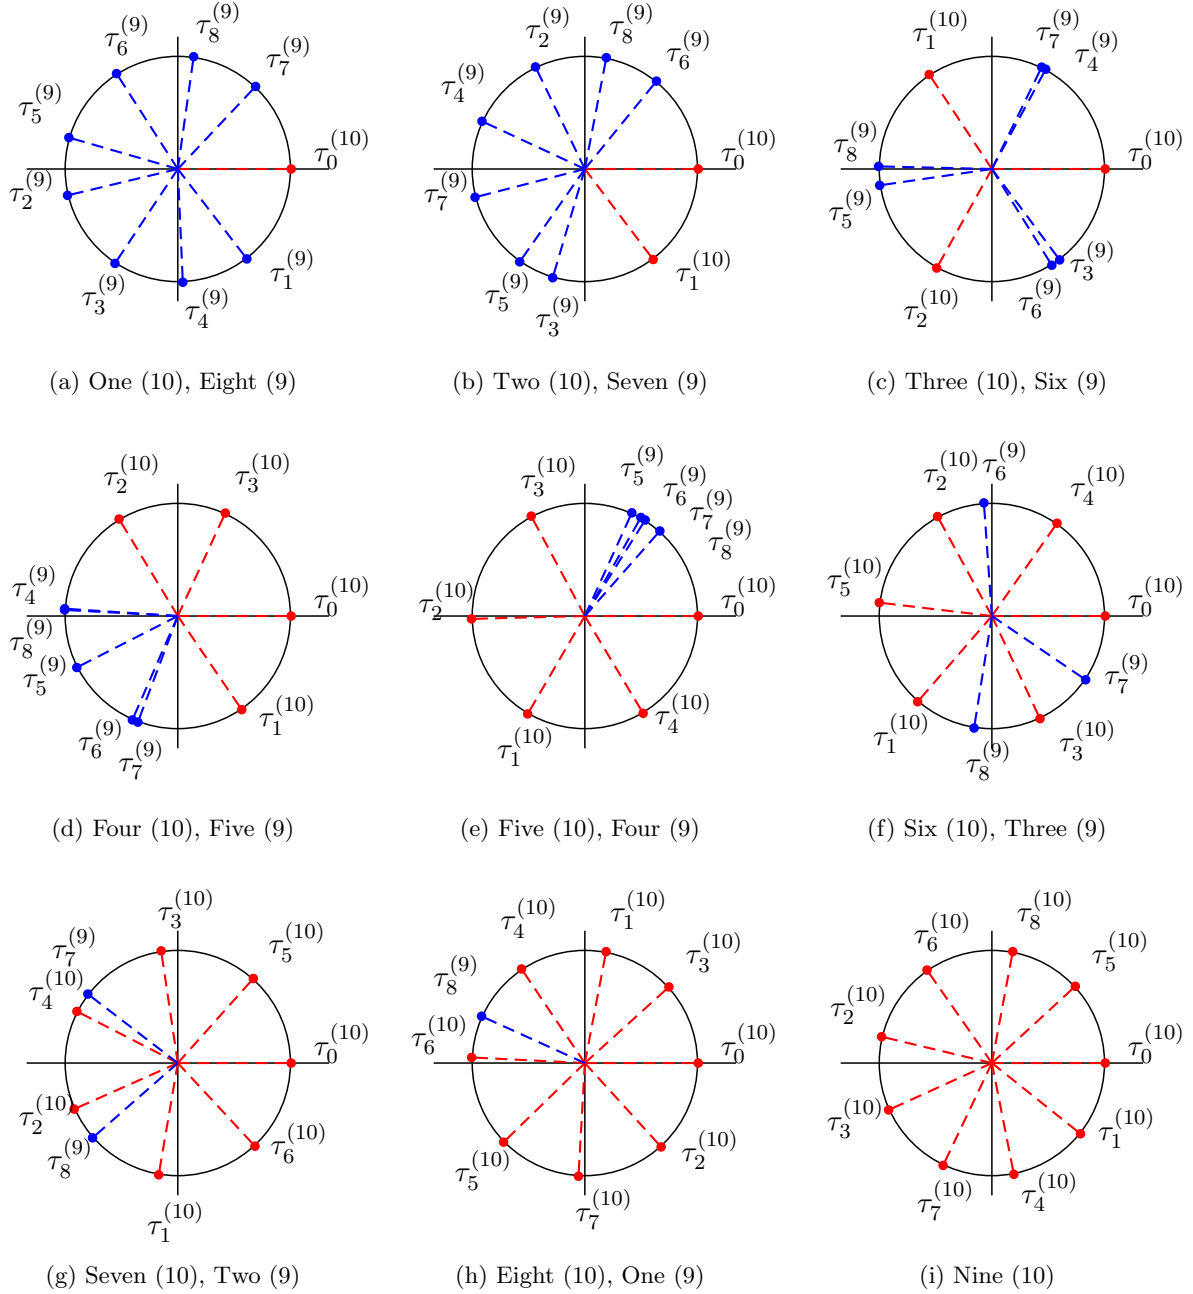 τ₆⁽⁹⁾ τ₈⁽⁹⁾ τ₇⁽⁹⁾ τ₅⁽⁹⁾ τ₀⁽¹⁰⁾ 0 τ₂⁽⁹⁾ τ₃⁽⁹⁾ τ₄⁽⁹⁾ τ₁⁽⁹⁾
(a) One (10), Eight (9)
τ₂⁽⁹⁾ τ₈⁽⁹⁾ τ₆⁽⁹⁾ τ₄⁽⁹⁾ τ₀⁽¹⁰⁾ 0 τ₇⁽⁹⁾ τ₅⁽⁹⁾ τ₃⁽⁹⁾ τ₁⁽¹⁰⁾
(b) Two (10), Seven (9)
τ₁⁽¹⁰⁾ τ₇⁽⁹⁾ τ₄⁽⁹⁾ τ₈⁽⁹⁾ τ₀⁽¹⁰⁾ 0 τ₅⁽⁹⁾ τ₂⁽¹⁰⁾ τ₆⁽⁹⁾ τ₃⁽⁹⁾
(c) Three (10), Six (9)
τ₂⁽¹⁰⁾ τ₃⁽¹⁰⁾ τ₄⁽⁹⁾ τ₀⁽¹⁰⁾ 0 τ₈⁽⁹⁾ τ₅⁽⁹⁾ τ₆⁽⁹⁾ τ₇⁽⁹⁾ τ₁⁽¹⁰⁾
(d) Four (10), Five (9)
τ₃⁽¹⁰⁾ τ₅⁽⁹⁾ τ₆⁽⁹⁾ τ₇⁽⁹⁾ τ₈⁽⁹⁾ τ₂⁽¹⁰⁾ τ₀⁽¹⁰⁾ 0 τ₁⁽¹⁰⁾ τ₄⁽¹⁰⁾
(e) Five (10), Four (9)
τ₂⁽¹⁰⁾ τ₆⁽⁹⁾ τ₄⁽¹⁰⁾ τ₅⁽¹⁰⁾ τ₀⁽¹⁰⁾ 0 τ₇⁽⁹⁾ τ₁⁽¹⁰⁾ τ₈⁽⁹⁾ τ₃⁽¹⁰⁾
(f) Six (10), Three (9)
τ₃⁽¹⁰⁾ τ₇⁽⁹⁾ τ₅⁽¹⁰⁾ τ₄⁽¹⁰⁾ τ₀⁽¹⁰⁾ 0 τ₂⁽¹⁰⁾ τ₈⁽⁹⁾ τ₆⁽¹⁰⁾ τ₁⁽¹⁰⁾
(g) Seven (10), Two (9)
τ₄⁽¹⁰⁾ τ₁⁽¹⁰⁾ τ₃⁽¹⁰⁾ τ₈⁽⁹⁾ τ₆⁽¹⁰⁾ τ₀⁽¹⁰⁾ 0 τ₅⁽¹⁰⁾ τ₇⁽¹⁰⁾ τ₂⁽¹⁰⁾
(h) Eight (10), One (9)
τ₆⁽¹⁰⁾ τ₈⁽¹⁰⁾ τ₅⁽¹⁰⁾ τ₂⁽¹⁰⁾ τ₀⁽¹⁰⁾ 0 τ₃⁽¹⁰⁾ τ₇⁽¹⁰⁾ τ₄⁽¹⁰⁾ τ₁⁽¹⁰⁾
(i) Nine (10)